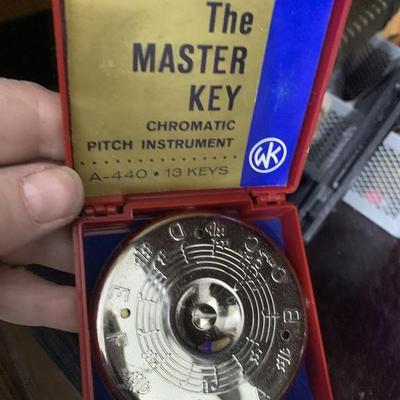 The
MASTER
KEY
CHROMATIC
PITCH INSTRUMENT
A-440 • 13 KEYS
WK
D
C
B
E
F